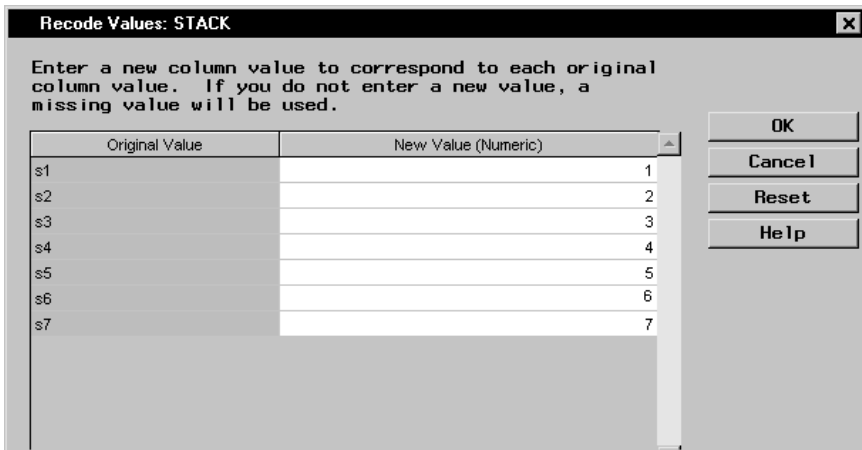 Recode Values: STACK
Enter a new column value to correspond to each original
column value. If you do not enter a new value, a
missing value will be used.
OK
Cancel
Reset
Help
Original Value New Value (Numeric)
s1 1
s2 2
s3 3
s4 4
s5 5
s6 6
s7 7